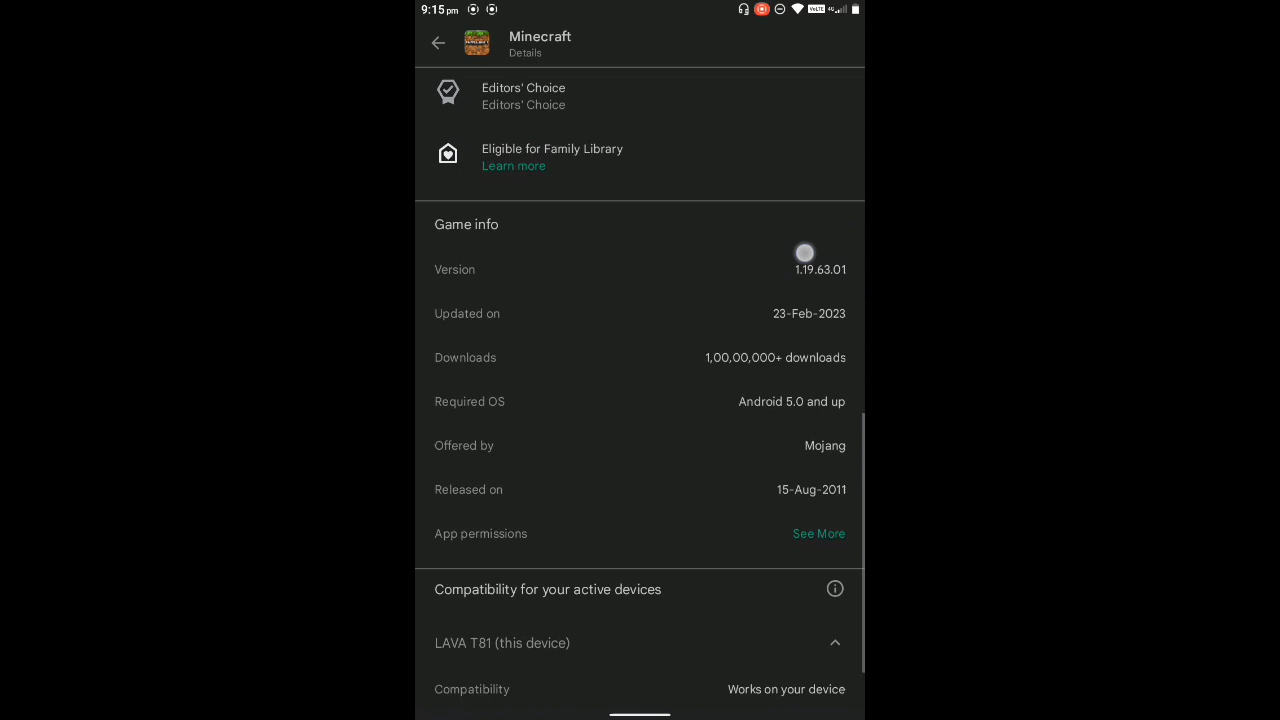 9:15 pm
VoLTE 4G
Minecraft
Details
Editors' Choice
Editors' Choice
Eligible for Family Library
Learn more
Game info
Version 1.19.63.01
Updated on 23-Feb-2023
Downloads 1,00,00,000+ downloads
Required OS Android 5.0 and up
Offered by Mojang
Released on 15-Aug-2011
App permissions See More
Compatibility for your active devices
LAVA T81 (this device)
Compatibility Works on your device